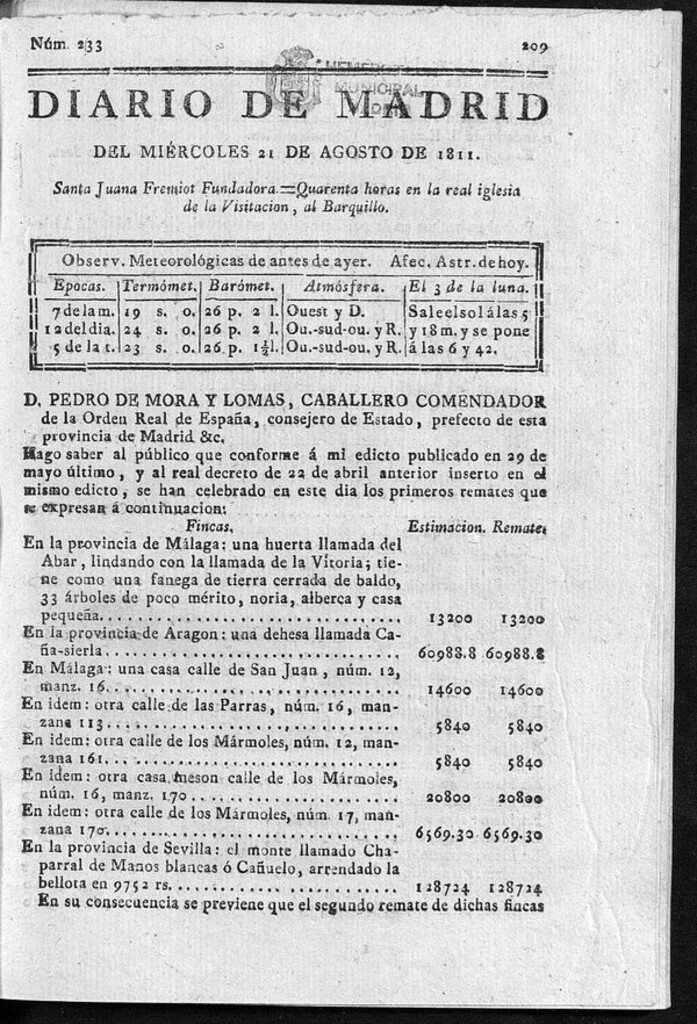 Núm. 233 209
HEMEROTECA
MUNICIPAL
MADRID
DIARIO DE MADRID
DEL MIÉRCOLES 21 DE AGOSTO DE 1811.
Santa Juana Fremiot Fundadora.=Quarenta horas en la real iglesia
de la Visitacion, al Barquillo.
Observ. Meteorológicas de antes de ayer. Afec. Astr. de hoy.
Epocas. Termómet. Barómet. Atmósfera. El 3 de la luna.
7 de la m. 19 s. o. 26 p. 2 l. Ouest y D. Sale el sol á las 5
12 del dia. 24 s. o. 26 p. 2 l. Ou.-sud-ou. y R. y 18 m. y se pone
5 de la t. 23 s. o. 26 p. 1½l. Ou.-sud-ou. y R. á las 6 y 42.
D. PEDRO DE MORA Y LOMAS, CABALLERO COMENDADOR
de la Orden Real de España, consejero de Estado, prefecto de esta
provincia de Madrid &c.
Hago saber al público que conforme á mi edicto publicado en 29 de
mayo último, y al real decreto de 22 de abril anterior inserto en el
mismo edicto, se han celebrado en este dia los primeros remates que
se expresan á continuacion:
Fincas. Estimacion. Remate.
En la provincia de Málaga: una huerta llamada del
Abar, lindando con la llamada de la Vitoria; tie-
ne como una fanega de tierra cerrada de baldo,
33 árboles de poco mérito, noria, alberca y casa
pequeña................................ 13200 13200
En la provincia de Aragon: una dehesa llamada Ca-
ña-sierla............................... 60988.8 60988.8
En Málaga: una casa calle de San Juan, núm. 12,
manz. 16............................... 14600 14600
En idem: otra calle de las Parras, núm. 16, man-
zana 113............................... 5840 5840
En idem: otra calle de los Mármoles, núm. 12, man-
zana 161............................... 5840 5840
En idem: otra casa meson calle de los Mármoles,
núm. 16, manz. 170..................... 20800 20800
En idem: otra calle de los Mármoles, núm. 17, man-
zana 170............................... 6569.30 6569.30
En la provincia de Sevilla: el monte llamado Cha-
parral de Manos blancas ó Cañuelo, arrendado la
bellota en 9752 rs...................... 128724 128724
En su consecuencia se previene que el segundo remate de dichas fincas